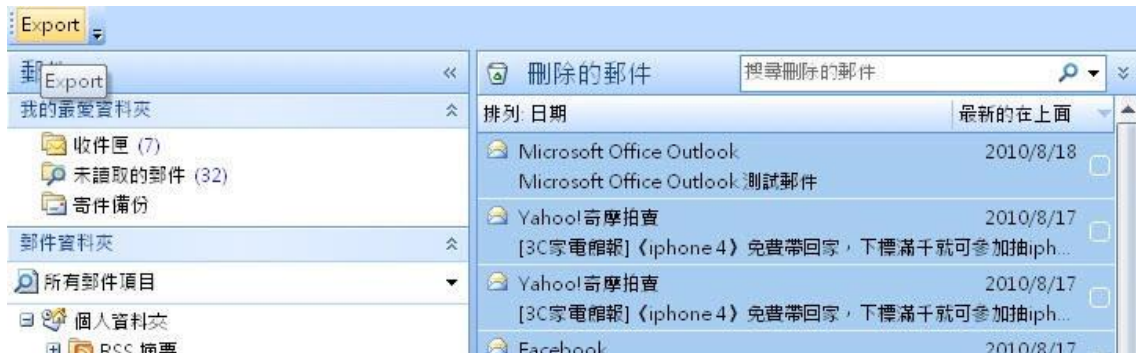 Export
郵
Export
«
刪除的郵件
搜尋刪除的郵件
我的最愛資料夾
排列: 日期
最新的在上面
收件匣 (7)
未讀取的郵件 (32)
寄件備份
Microsoft Office Outlook
2010/8/18
Microsoft Office Outlook 測試郵件
Yahoo!奇摩拍賣
2010/8/17
[3C家電館報]《iphone 4》免費帶回家，下標滿千就可參加抽iph...
郵件資料夾
所有郵件項目
Yahoo!奇摩拍賣
2010/8/17
[3C家電館報]《iphone 4》免費帶回家，下標滿千就可參加抽iph...
個人資料夾
RSS 摘要
Facebook
2010/8/17